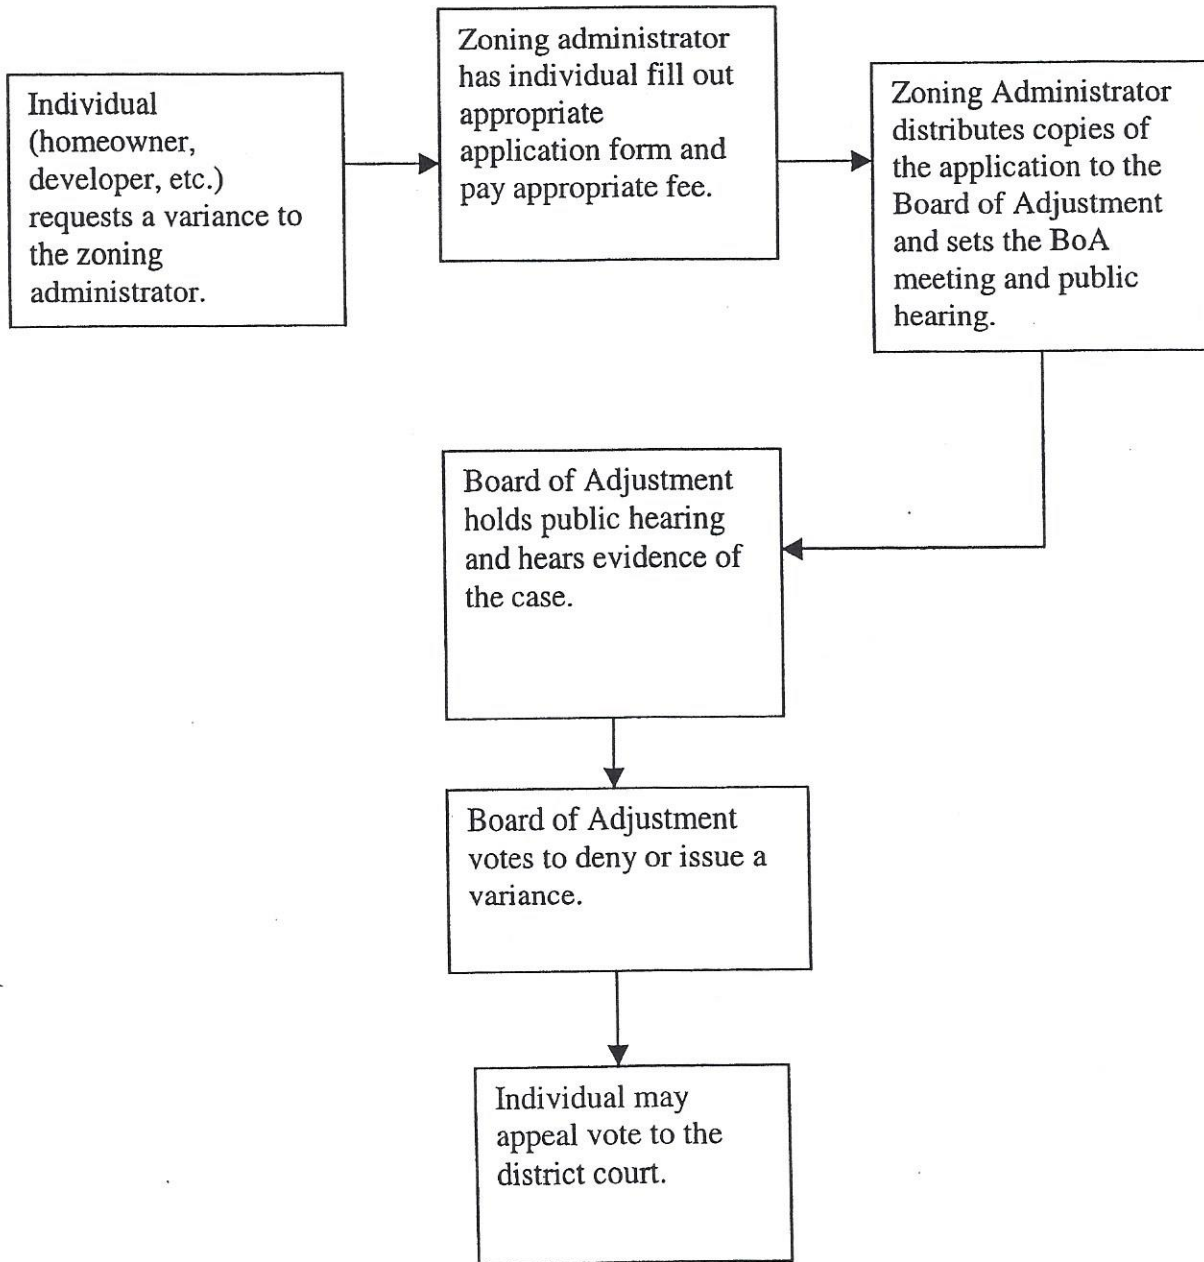 Individual
(homeowner,
developer, etc.)
requests a variance to
the zoning
administrator.
Zoning administrator
has individual fill out
appropriate
application form and
pay appropriate fee.
Zoning Administrator
distributes copies of
the application to the
Board of Adjustment
and sets the BoA
meeting and public
hearing.
Board of Adjustment
holds public hearing
and hears evidence of
the case.
Board of Adjustment
votes to deny or issue a
variance.
Individual may
appeal vote to the
district court.